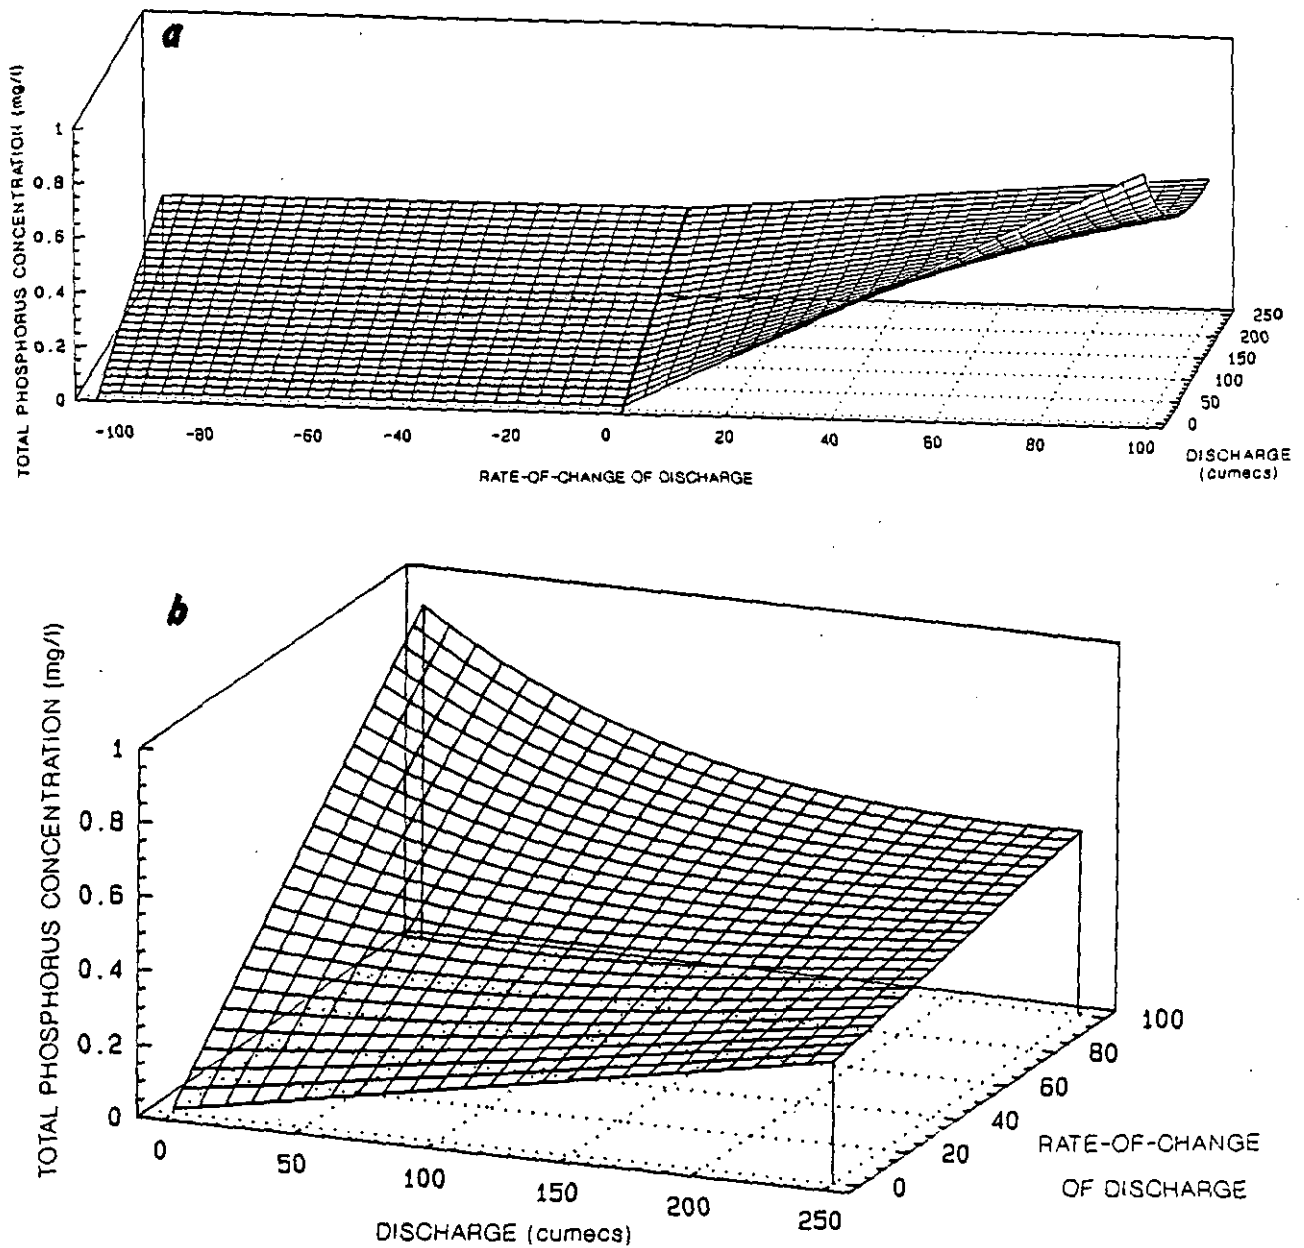 a
TOTAL PHOSPHORUS CONCENTRATION (mg/l)
1
0.8
0.6
0.4
0.2
0
-100 -80 -60 -40 -20 0 20 40 60 80 100
RATE-OF-CHANGE OF DISCHARGE
250
200
150
100
50
0
DISCHARGE
(cumecs)
b
TOTAL PHOSPHORUS CONCENTRATION (mg/l)
1
0.8
0.6
0.4
0.2
0
0 50 100 150 200 250
DISCHARGE (cumecs)
100
80
60
40
20
0
RATE-OF-CHANGE
OF DISCHARGE